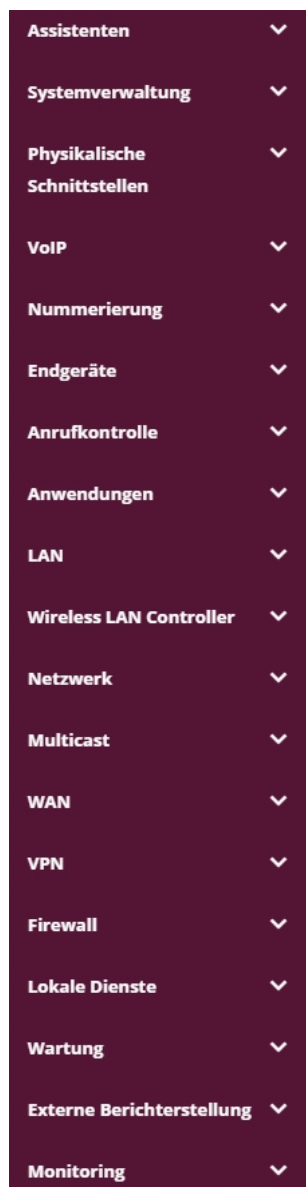 Assistenten
Systemverwaltung
Physikalische
Schnittstellen
VoIP
Nummerierung
Endgeräte
Anrufkontrolle
Anwendungen
LAN
Wireless LAN Controller
Netzwerk
Multicast
WAN
VPN
Firewall
Lokale Dienste
Wartung
Externe Berichterstellung
Monitoring